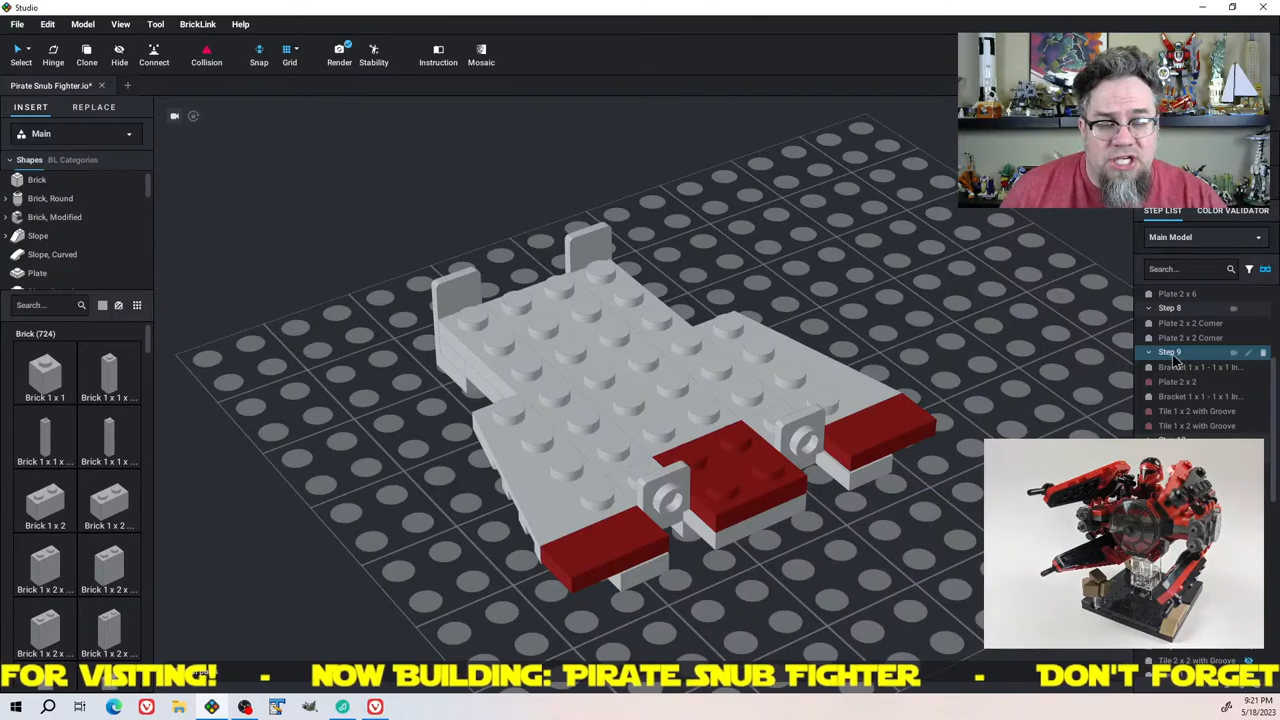 Studio
File Edit Model View Tool BrickLink Help
Select Hinge Clone Hide Connect Collision Snap Grid Render Stability Instruction Mosaic
Pirate Snub Fighter.io*
INSERT REPLACE
Main
Shapes BL Categories
Brick
Brick, Round
Brick, Modified
Slope
Slope, Curved
Plate
Search...
Brick (724)
Brick 1 x 1 Brick 1 x 1 x ...
Brick 1 x 1 x ... Brick 1 x 1 x ...
Brick 1 x 2 Brick 1 x 2 ...
Brick 1 x 2 x ... Brick 1 x 2 x ...
Brick 1 x 2 x ... Brick 1 x 2 x ...
STEP LIST COLOR VALIDATOR
Main Model
Search...
Plate 2 x 6
Step 8
Plate 2 x 2 Corner
Plate 2 x 2 Corner
Step 9
Bracket 1 x 1 - 1 x 1 In...
Plate 2 x 2
Bracket 1 x 1 - 1 x 1 In...
Tile 1 x 2 with Groove
Tile 1 x 2 with Groove
Tile 2 x 2 with Groove
FOR VISITING! - NOW BUILDING: PIRATE SNUB FIGHTER - DON'T FORGET
9:21 PM
5/18/2023